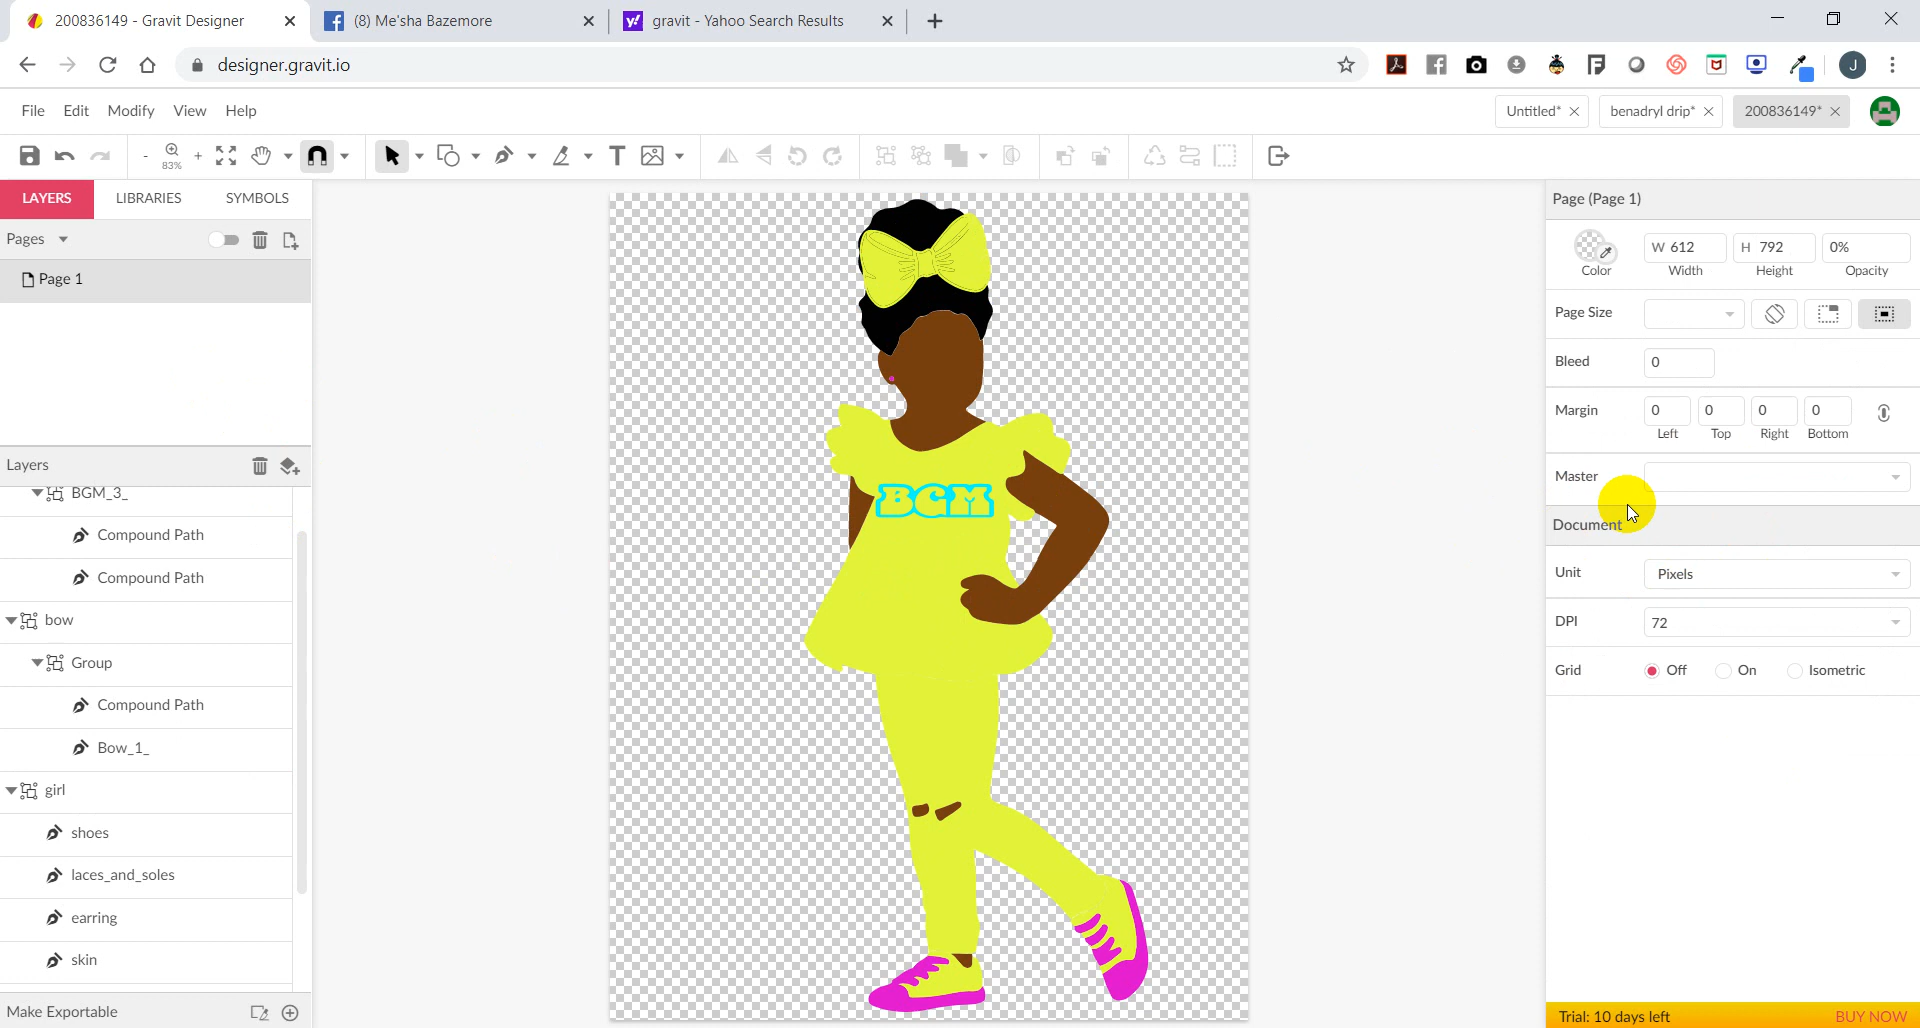 200836149 - Gravit Designer
(8) Me'sha Bazemore
gravit - Yahoo Search Results
designer.gravit.io
File Edit Modify View Help
Untitled* benadryl drip* 200836149*
83%
LAYERS LIBRARIES SYMBOLS
Pages
Page 1
Layers
BGM_3_
Compound Path
Compound Path
bow
Group
Compound Path
Bow_1_
girl
shoes
laces_and_soles
earring
skin
Make Exportable
BGM
Page (Page 1)
W 612 H 792 0%
Color Width Height Opacity
Page Size
Bleed 0
Margin 0 0 0 0
Left Top Right Bottom
Master
Document
Unit Pixels
DPI 72
Grid Off On Isometric
Trial: 10 days left BUY NOW
J